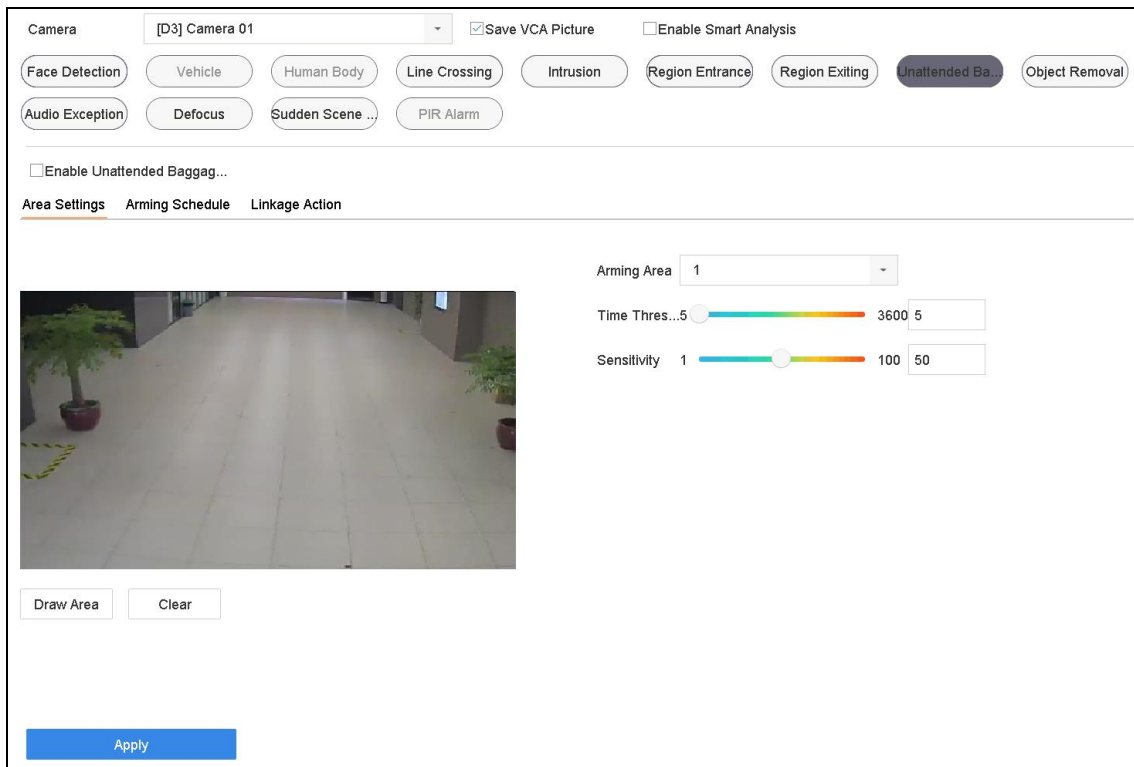 Camera [D3] Camera 01 Save VCA Picture Enable Smart Analysis
Face Detection Vehicle Human Body Line Crossing Intrusion Region Entrance Region Exiting Unattended Ba... Object Removal
Audio Exception Defocus Sudden Scene ... PIR Alarm
Enable Unattended Baggag...
Area Settings Arming Schedule Linkage Action
Arming Area 1
Time Thres...5 3600 5
Sensitivity 1 100 50
Draw Area Clear
Apply